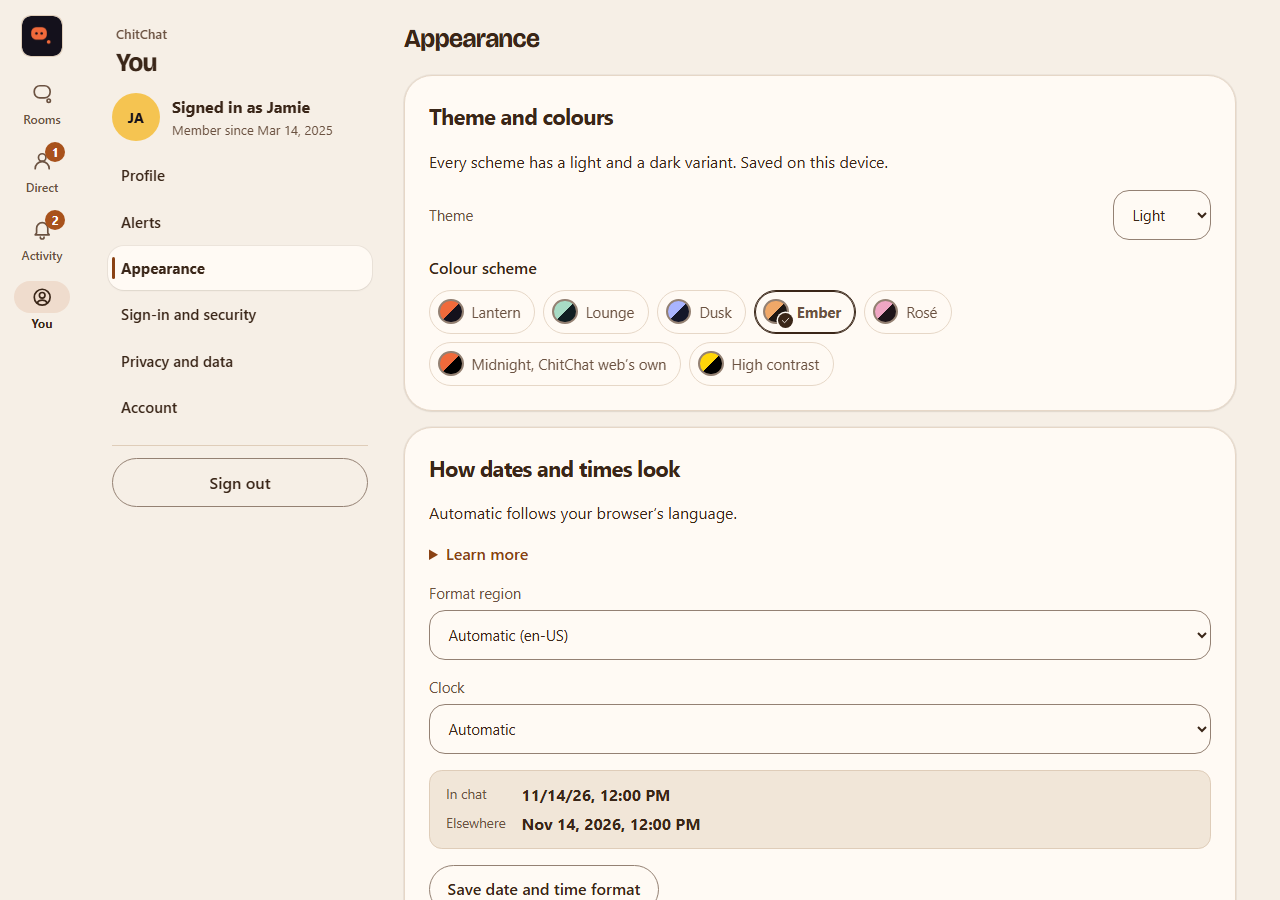 Rooms
1
Direct
2
Activity
You
ChitChat
You
JA
Signed in as Jamie
Member since Mar 14, 2025
Profile
Alerts
Appearance
Sign-in and security
Privacy and data
Account
Sign out
Appearance
Theme and colours
Every scheme has a light and a dark variant. Saved on this device.
Theme
Light
Colour scheme
Lantern
Lounge
Dusk
Ember
Rosé
Midnight, ChitChat web’s own
High contrast
How dates and times look
Automatic follows your browser’s language.
Learn more
Format region
Automatic (en-US)
Clock
Automatic
In chat 11/14/26, 12:00 PM
Elsewhere Nov 14, 2026, 12:00 PM
Save date and time format